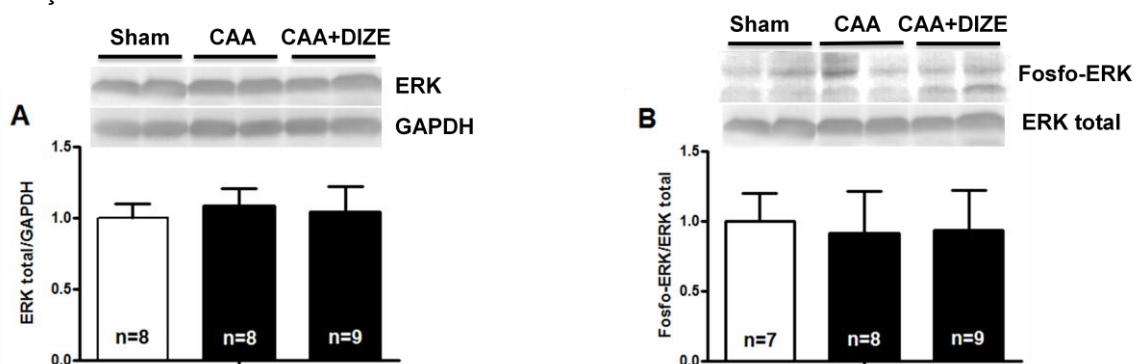 Sham CAA CAA+DIZE
ERK
GAPDH
A
ERK total/GAPDH
1.5
1.0
0.5
0.0
n=8 n=8 n=9
Sham CAA CAA+DIZE
Fosfo-ERK
ERK total
B
Fosfo-ERK/ERK total
1.5
1.0
0.5
0.0
n=7 n=8 n=9